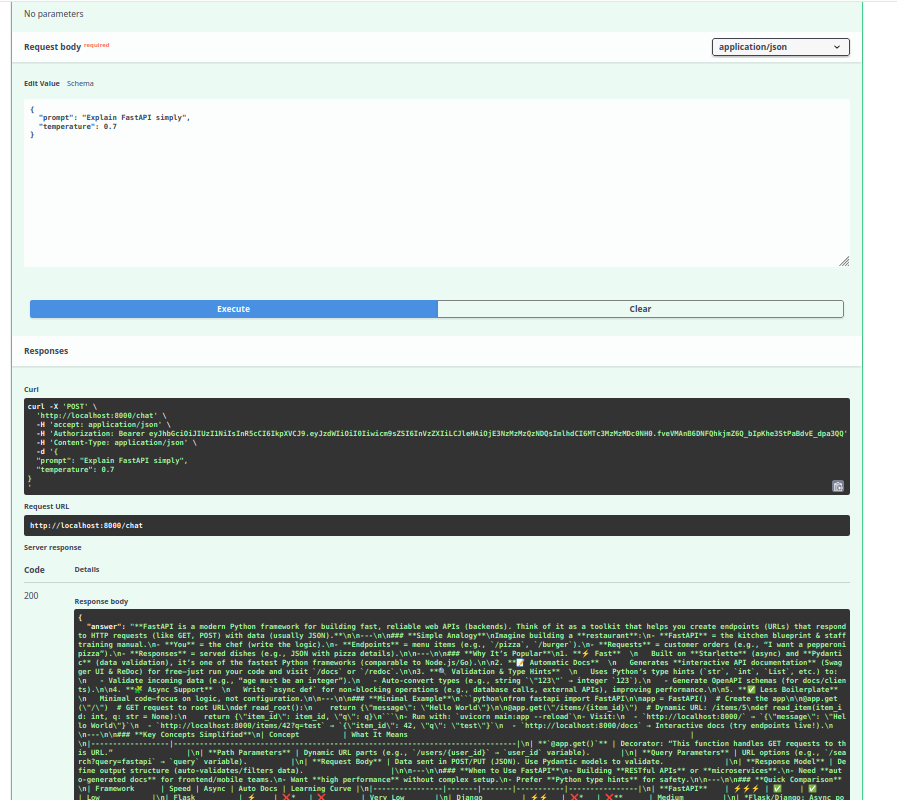 No parameters
Request body required
application/json
Edit Value Schema
{
"prompt": "Explain FastAPI simply",
"temperature": 0.7
}
Execute
Clear
Responses
Curl
curl -X 'POST' \
'http://localhost:8000/chat' \
-H 'accept: application/json' \
-H 'Authorization: Bearer
-H 'Content-Type: application/json' \
-d '{
"prompt": "Explain FastAPI simply",
"temperature": 0.7
}
'
Request URL
http://localhost:8000/chat
Server response
Code Details
200
Response body
{
"answer": "**FastAPI is a modern Python framework for building fast, reliable web APIs (backends). Think of it as a toolkit that helps you create endpoints (URLs) that respond
to HTTP requests (like GET, POST) with data (usually JSON).**\n\n---\n\n### **Simple Analogy**\nImagine building a **restaurant**:\n- **FastAPI** = the kitchen blueprint & staff
training manual.\n- **You** = the chef (write the logic).\n- **Endpoints** = menu items (e.g., `/pizza`, `/burger`).\n- **Requests** = customer orders (e.g., "I want a pepperoni
pizza").\n- **Responses** = served dishes (e.g., JSON with pizza details).\n\n---\n\n### **Why It's Popular**\n1. **⚡ Fast** \n Built on **Starlette** (async) and **Pydanti
c** (data validation), it's one of the fastest Python frameworks (comparable to Node.js/Go).\n\n2. **📝 Automatic Docs** \n Generates **interactive API documentation** (Swag
ger UI & ReDoc) for free—just run your code and visit `/docs` or `/redoc`.\n\n3. **🔍 Validation & Type Hints** \n Uses Python's type hints (`str`, `int`, `List`, etc.) to:
\n - Validate incoming data (e.g., "age must be an integer").\n - Auto-convert types (e.g., string `\"123\"` → integer `123`).\n - Generate OpenAPI schemas (for docs/clien
ts).\n\n4. **🧩 Async Support** \n Write `async def` for non-blocking operations (e.g., database calls, external APIs), improving performance.\n\n5. **✅ Less Boilerplate**
\n Minimal code—focus on logic, not configuration.\n\n---\n\n### **Minimal Example**\n```python\nfrom fastapi import FastAPI\n\napp = FastAPI() # Create the app\n\n@app.get
(\"/\") # GET request to root URL\ndef read_root():\n return {\"message\": \"Hello World\"}\n\n@app.get(\"/items/{item_id}\") # Dynamic URL: /items/5\ndef read_item(item_i
d: int, q: str = None):\n return {\"item_id\": item_id, \"q\": q}\n```\n- Run with: `uvicorn main:app --reload`\n- Visit:\n - `http://localhost:8000/` → `{\"message\": \"Hel
lo World\"}`\n - `http://localhost:8000/items/42?q=test` → `{\"item_id\": 42, \"q\": \"test\"}`\n - `http://localhost:8000/docs` → Interactive docs (try endpoints live!).\n
\n---\n\n### **Key Concepts Simplified**\n| Concept | What It Means |
\n|------------------|--------------------------------------------------------------------------|\n| **`@app.get()`** | Decorator: "This function handles GET requests to th
is URL." |\n| **Path Parameters** | Dynamic URL parts (e.g., `/users/{user_id}` → `user_id` variable). |\n| **Query Parameters** | URL options (e.g., `/sea
rch?query=fastapi` → `query` variable). |\n| **Request Body** | Data sent in POST/PUT (JSON). Use Pydantic models to validate. |\n| **Response Model** | De
fine output structure (auto-validates/filters data). |\n\n---\n\n### **When to Use FastAPI**\n- Building **RESTful APIs** or **microservices**.\n- Need **aut
o-generated docs** for frontend/mobile teams.\n- Want **high performance** without complex setup.\n- Prefer **Python type hints** for safety.\n\n---\n\n### **Quick Comparison*
*\n| Framework | Speed | Async | Auto Docs | Learning Curve |\n|--------------|-------|-------|-----------|----------------|\n| **FastAPI** | ⚡⚡⚡ | ✅ | ✅
| Low |\n| Flask | ⚡ | ❌* | ❌ | Very Low |\n| Django | ⚡⚡ | ❌* | ❌** | Medium |\n| *Flask/Django: Async po